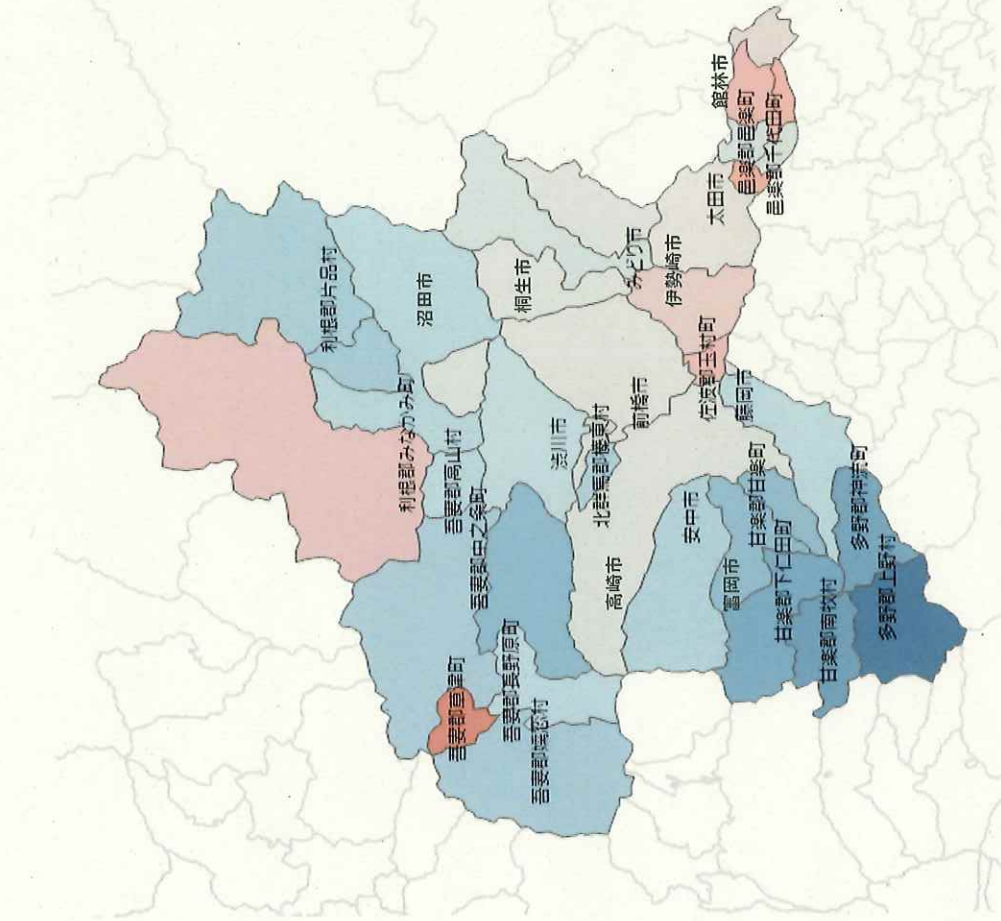 館林市
邑楽郡邑楽町
邑楽郡千代田町
太田市
みどり市
伊勢崎市
利根郡片品村
沼田市
桐生市
佐波郡玉村町
藤岡市
前橋市
利根郡みなかみ町
吾妻郡高山村
渋川市
北群馬郡榛東村
吾妻郡中之条町
安中市
甘楽郡甘楽町
多野郡神流町
高崎市
富岡市
甘楽郡下仁田町
甘楽郡南牧村
多野郡上野村
吾妻郡草津町
吾妻郡長野原町
吾妻郡嬬恋村